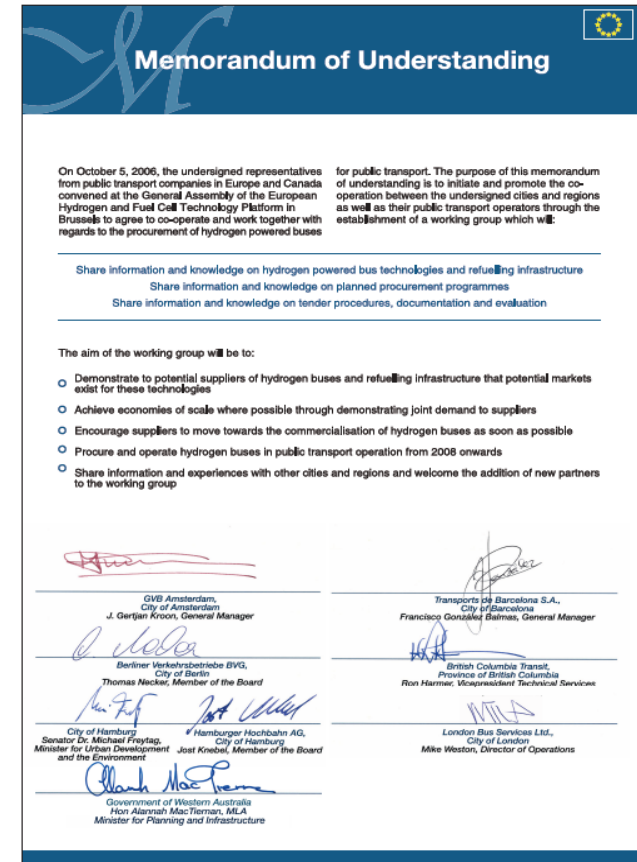 Memorandum of Understanding
On October 5, 2006, the undersigned representatives
from public transport companies in Europe and Canada
convened at the General Assembly of the European
Hydrogen and Fuel Cell Technology Platform in
Brussels to agree to co-operate and work together with
regards to the procurement of hydrogen powered buses
for public transport. The purpose of this memorandum
of understanding is to initiate and promote the co-
operation between the undersigned cities and regions
as well as their public transport operators through the
establishment of a working group which will:
Share information and knowledge on hydrogen powered bus technologies and refuelling infrastructure
Share information and knowledge on planned procurement programmes
Share information and knowledge on tender procedures, documentation and evaluation
The aim of the working group will be to:
Demonstrate to potential suppliers of hydrogen buses and refuelling infrastructure that potential markets
exist for these technologies
Achieve economies of scale where possible through demonstrating joint demand to suppliers
Encourage suppliers to move towards the commercialisation of hydrogen buses as soon as possible
Procure and operate hydrogen buses in public transport operation from 2008 onwards
Share information and experiences with other cities and regions and welcome the addition of new partners
to the working group
GVB Amsterdam,
City of Amsterdam
J. Gertjan Kroon, General Manager
Transports de Barcelona S.A.,
City of Barcelona
Francisco González Balmas, General Manager
Berliner Verkehrsbetriebe BVG,
City of Berlin
Thomas Necker, Member of the Board
British Columbia Transit,
Province of British Columbia
Ron Harmer, Vicepresident Technical Services
City of Hamburg
Senator Dr. Michael Freytag,
Minister for Urban Development
and the Environment
Hamburger Hochbahn AG,
City of Hamburg
Jost Knebel, Member of the Board
London Bus Services Ltd.,
City of London
Mike Weston, Director of Operations
Alannah MacTiernan
Government of Western Australia
Hon Alannah MacTiernan, MLA
Minister for Planning and Infrastructure